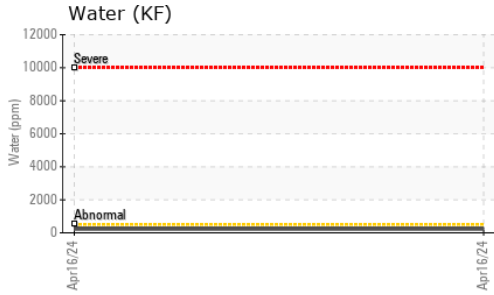 Water (KF)
12000
Severe
10000
8000
Water (ppm)
6000
4000
2000
Abnormal
0
Apr16/24
Apr16/24